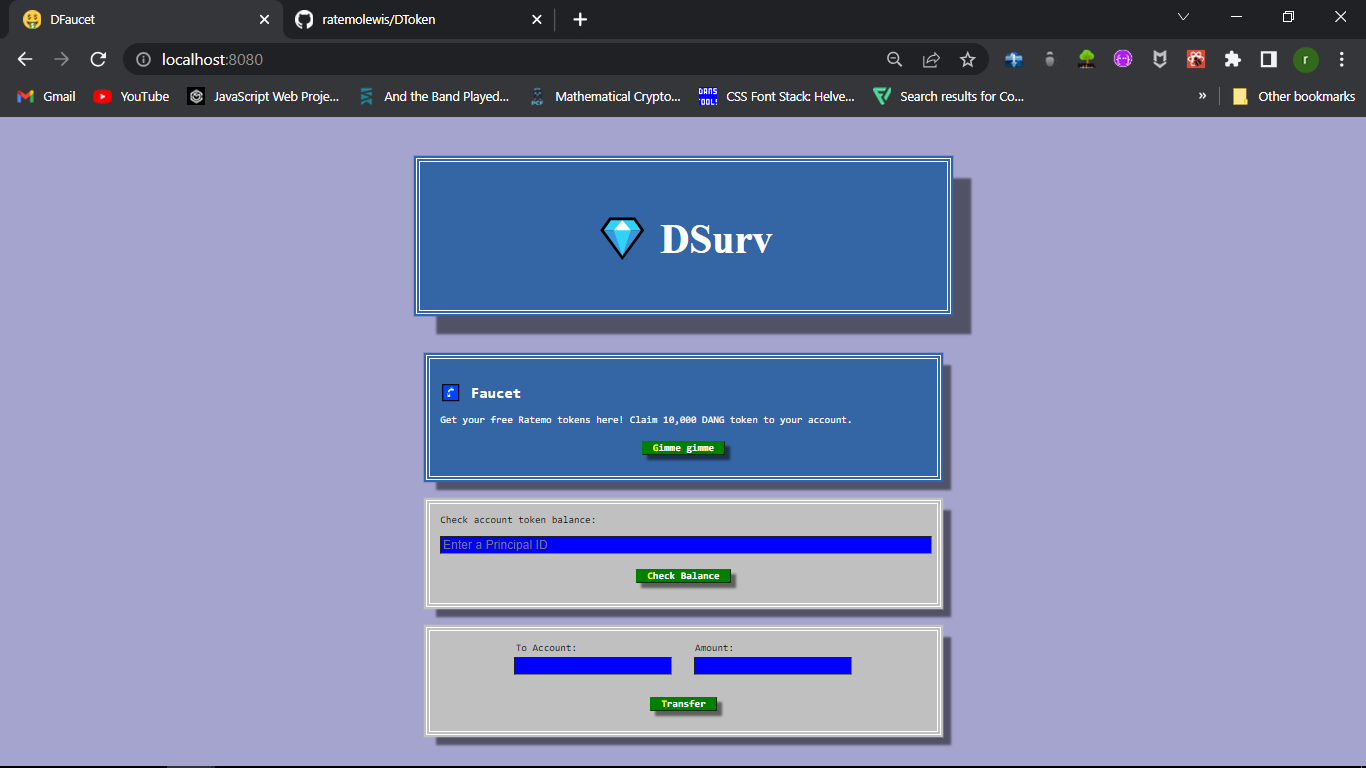 DFaucet
ratemolewis/DToken
localhost:8080
r
Gmail
YouTube
JavaScript Web Proje...
And the Band Played...
PCF
Mathematical Crypto...
DANS
'OOL!
CSS Font Stack: Helve...
Search results for Co...
»
Other bookmarks
DSurv
Faucet
Get your free Ratemo tokens here! Claim 10,000 DANG token to your account.
Gimme gimme
Check account token balance:
Enter a Principal ID
Check Balance
To Account:
Amount:
Transfer